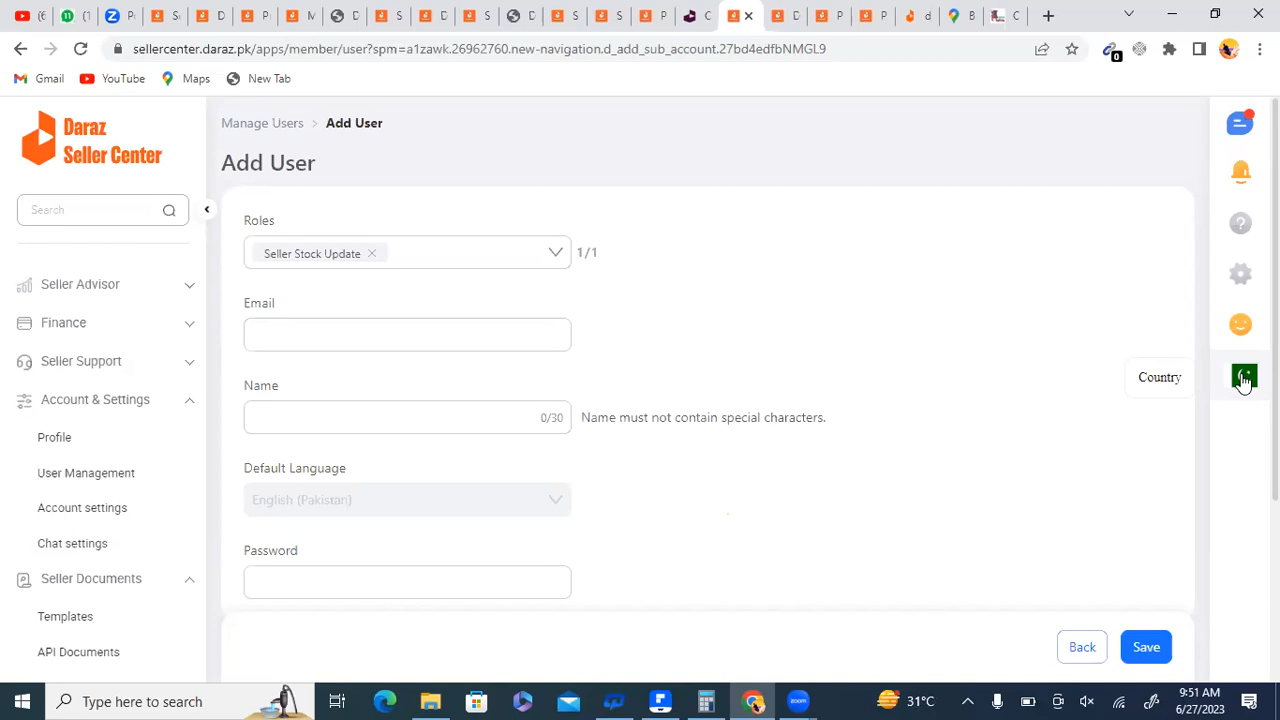 (6
(1
Po
S
D
P
M
D
S
D
S
D
S
S
P
C
D
P
P
d
B
C
sellercenter.daraz.pk/apps/member/user?spm=a1zawk.26962760.new-navigation.d_add_sub_account.27bd4edfbNMGL9
0
Gmail
YouTube
Maps
New Tab
Daraz
Seller Center
Search
Seller Advisor
Finance
Seller Support
Account & Settings
Profile
User Management
Account settings
Chat settings
Seller Documents
Templates
API Documents
Manage Users > Add User
Add User
Roles
Seller Stock Update
1/1
Email
Name
0/30
Name must not contain special characters.
Default Language
English (Pakistan)
Password
Back
Save
Country
Type here to search
31°C
9:51 AM
6/27/2023